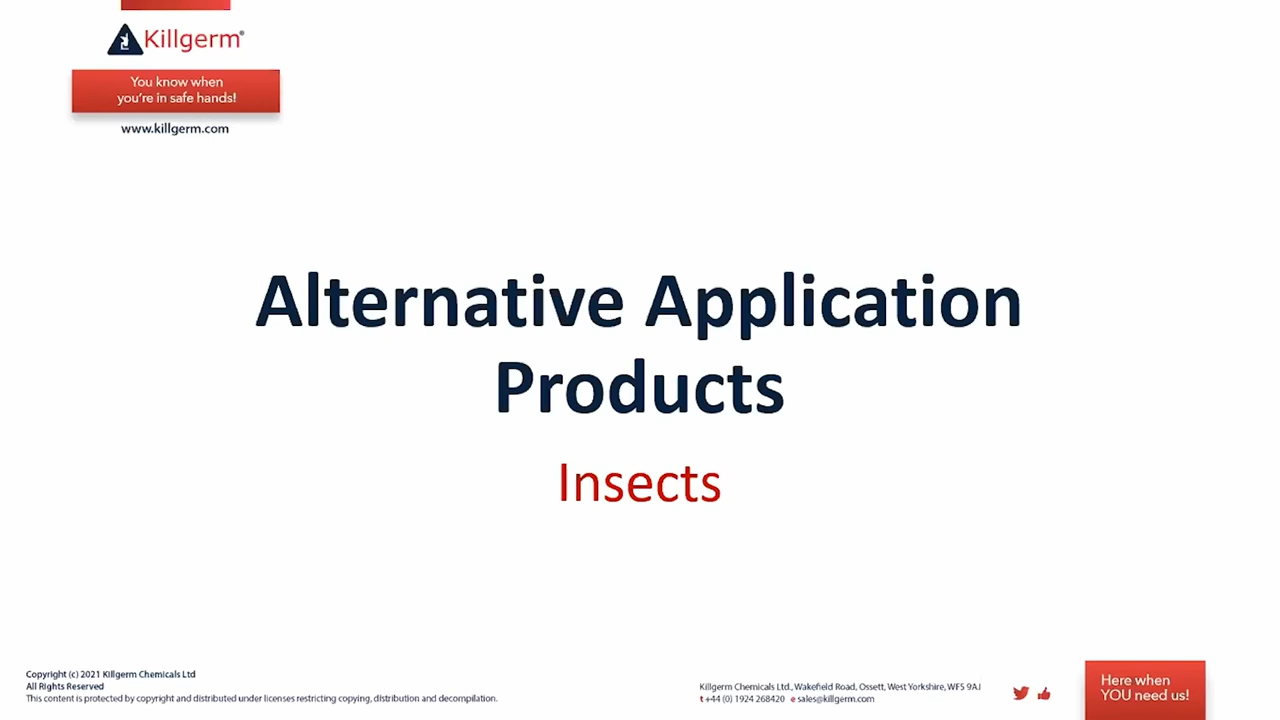 Killgerm®
You know when
you're in safe hands!
www.killgerm.com
Alternative Application
Products
Insects
Copyright (c) 2021 Killgerm Chemicals Ltd
All Rights Reserved
This content is protected by copyright and distributed under licenses restricting copying, distribution and decompilation.
Killgerm Chemicals Ltd., Wakefield Road, Ossett, West Yorkshire, WF5 9AJ
t +44 (0) 1924 268420 e sales@killgerm.com
Here when
YOU need us!